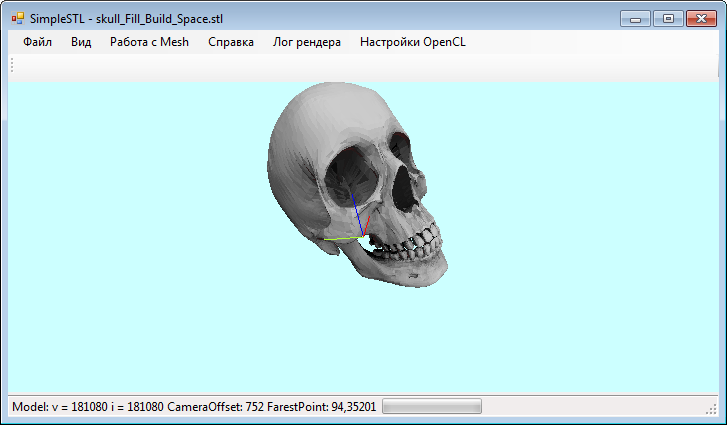 SimpleSTL - skull_Fill_Build_Space.stl
Файл Вид Работа с Mesh Справка Лог рендера Настройки OpenCL
Model: v = 181080 i = 181080 CameraOffset: 752 FarestPoint: 94,35201